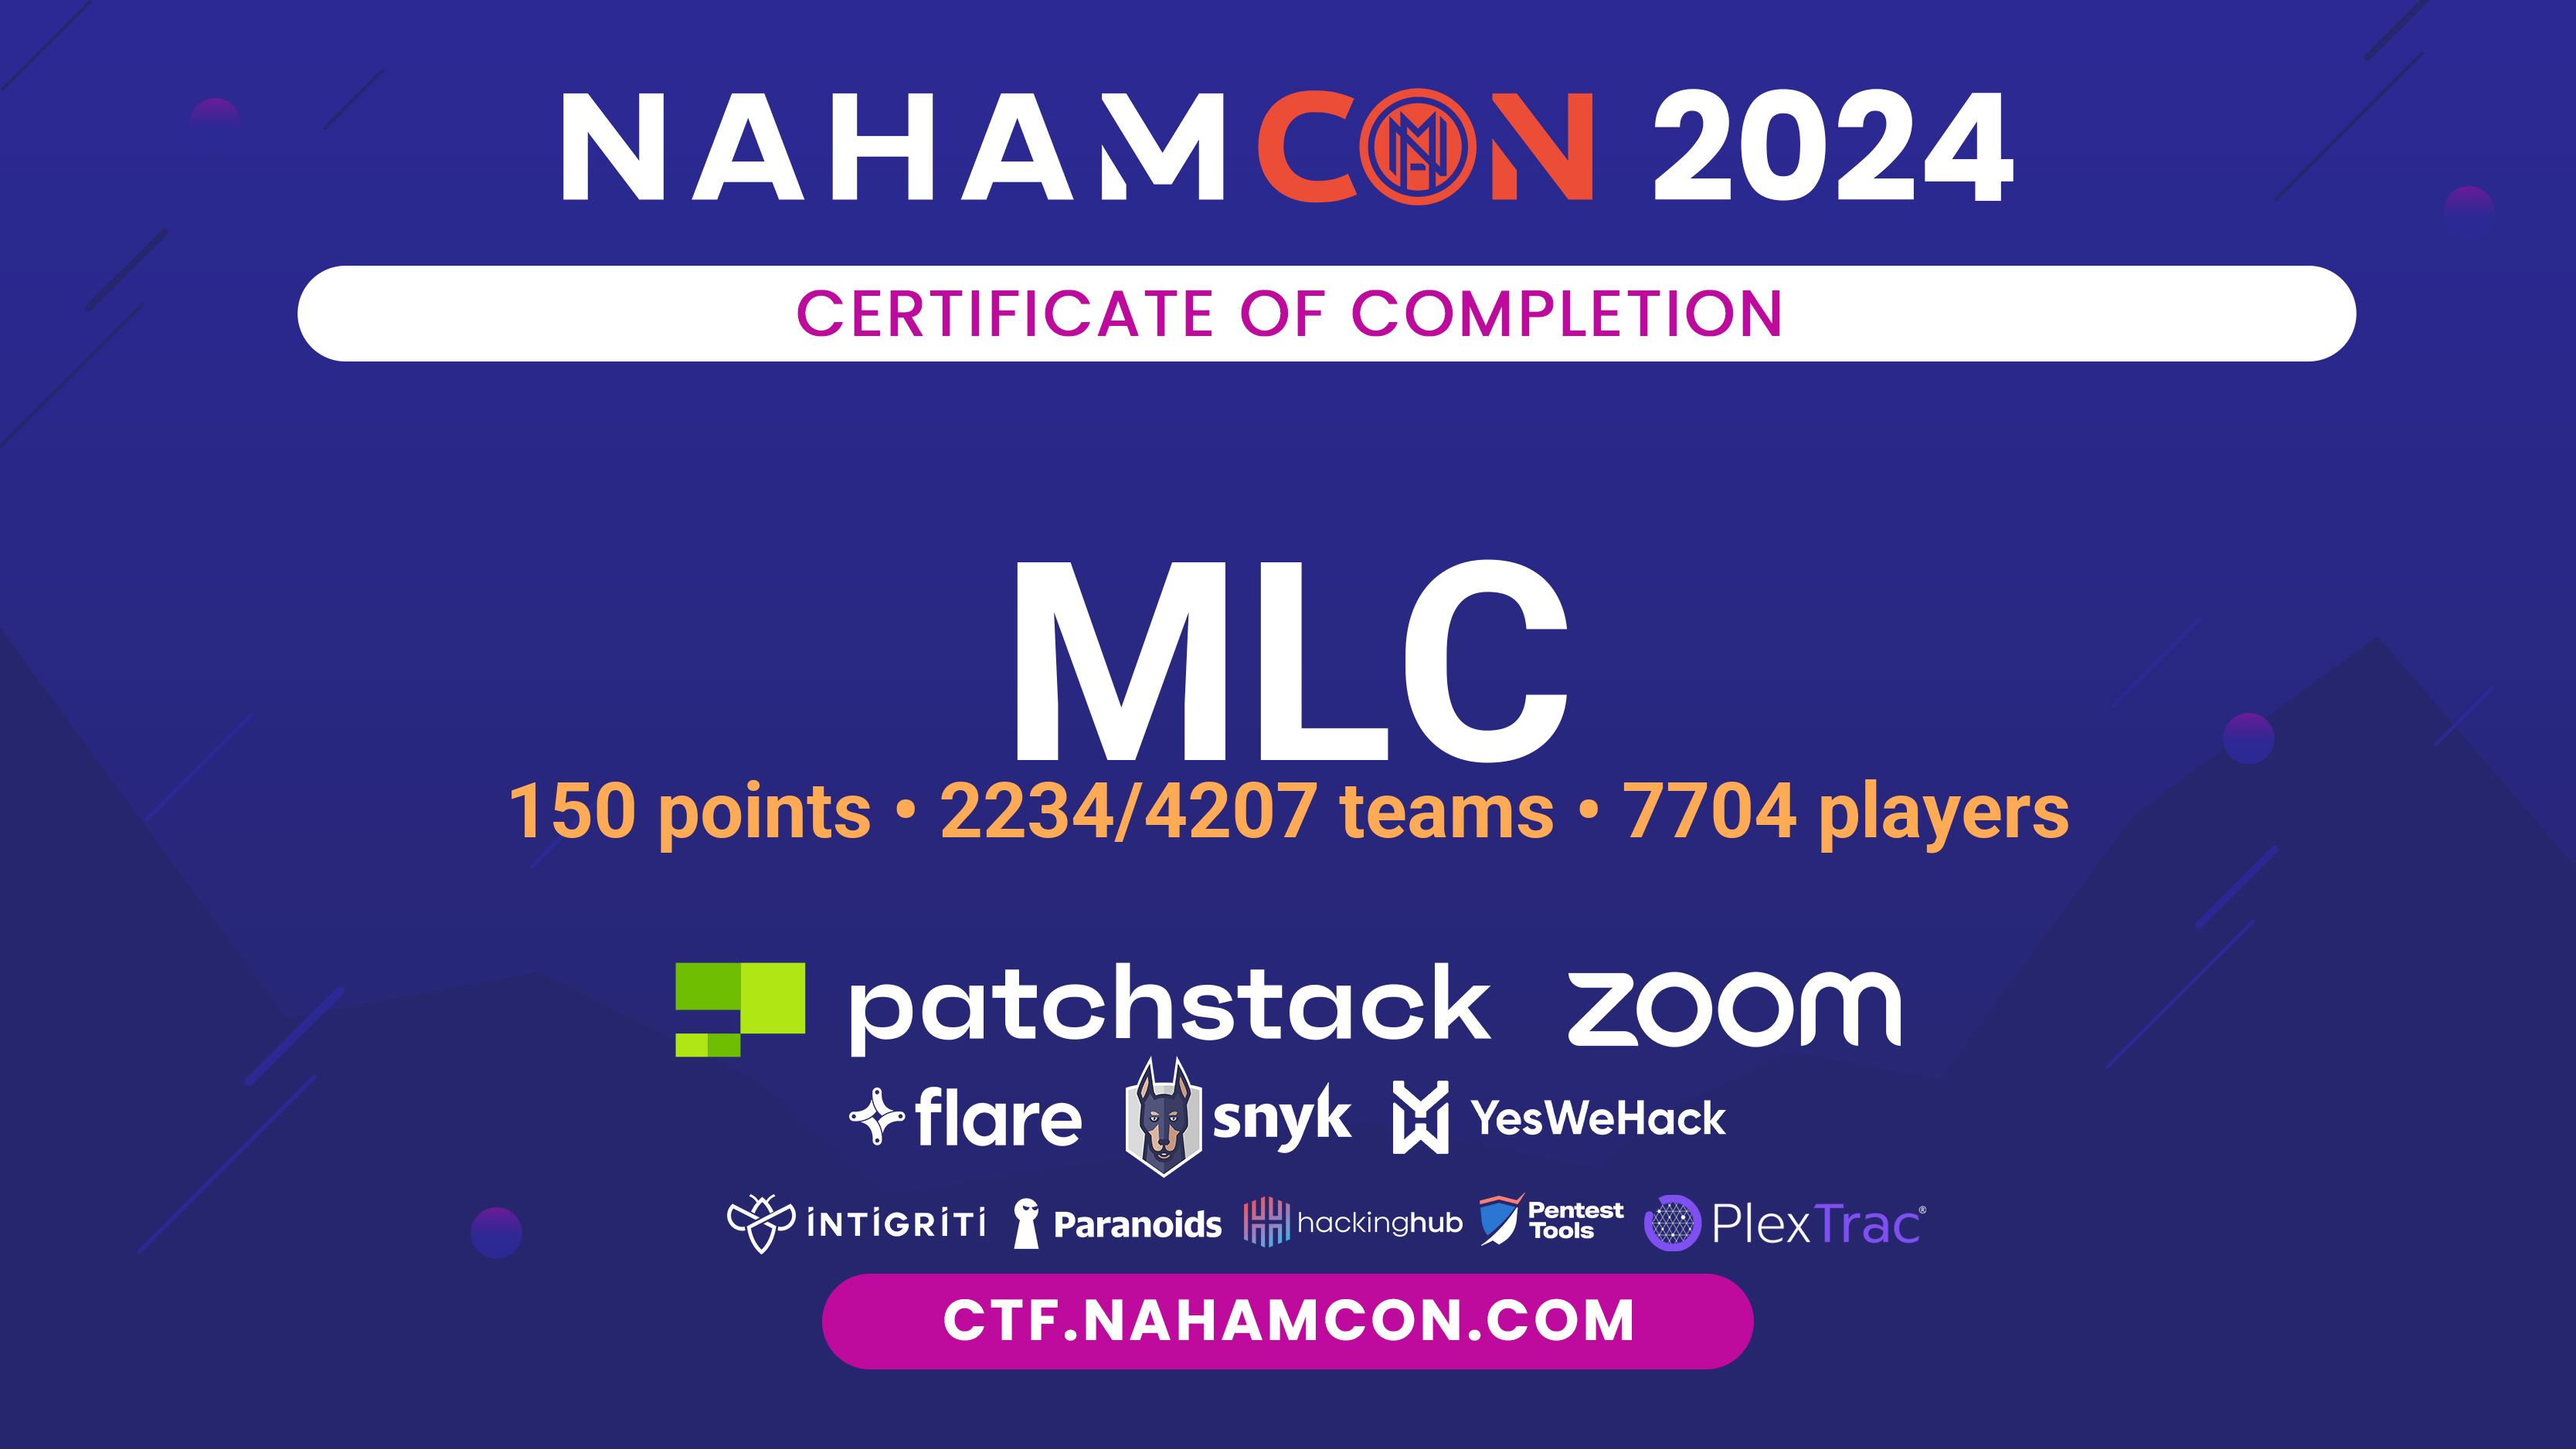 NAHAMCON 2024
CERTIFICATE OF COMPLETION
MLC
150 points • 2234/4207 teams • 7704 players
patchstack zoom
flare snyk YesWeHack
INTIGRITI Paranoids hackinghub Pentest Tools PlexTrac®
CTF.NAHAMCON.COM